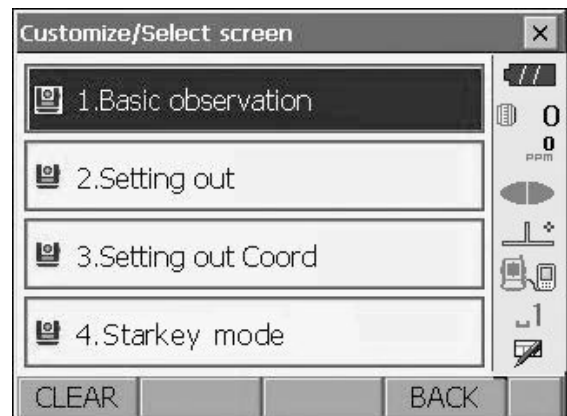 Customize/Select screen
1.Basic observation
0
0
PPM
2.Setting out
3.Setting out Coord
4.Starkey mode
1
CLEAR
BACK